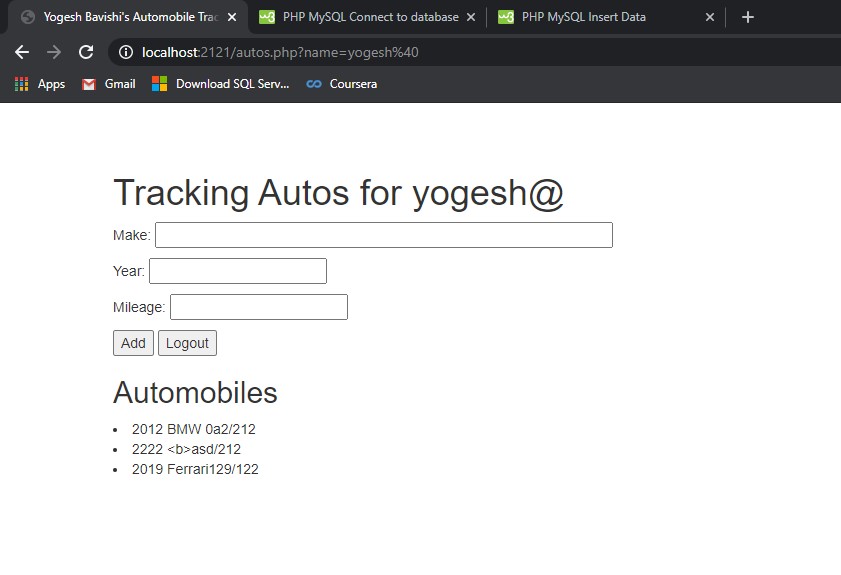 Yogesh Bavishi's Automobile Trac PHP MySQL Connect to database PHP MySQL Insert Data
localhost:2121/autos.php?name=yogesh%40
Apps Gmail Download SQL Serv... Coursera
Tracking Autos for yogesh@
Make:
Year:
Mileage:
Add Logout
Automobiles
• 2012 BMW 0a2/212
• 2222 <b>asd/212
• 2019 Ferrari129/122